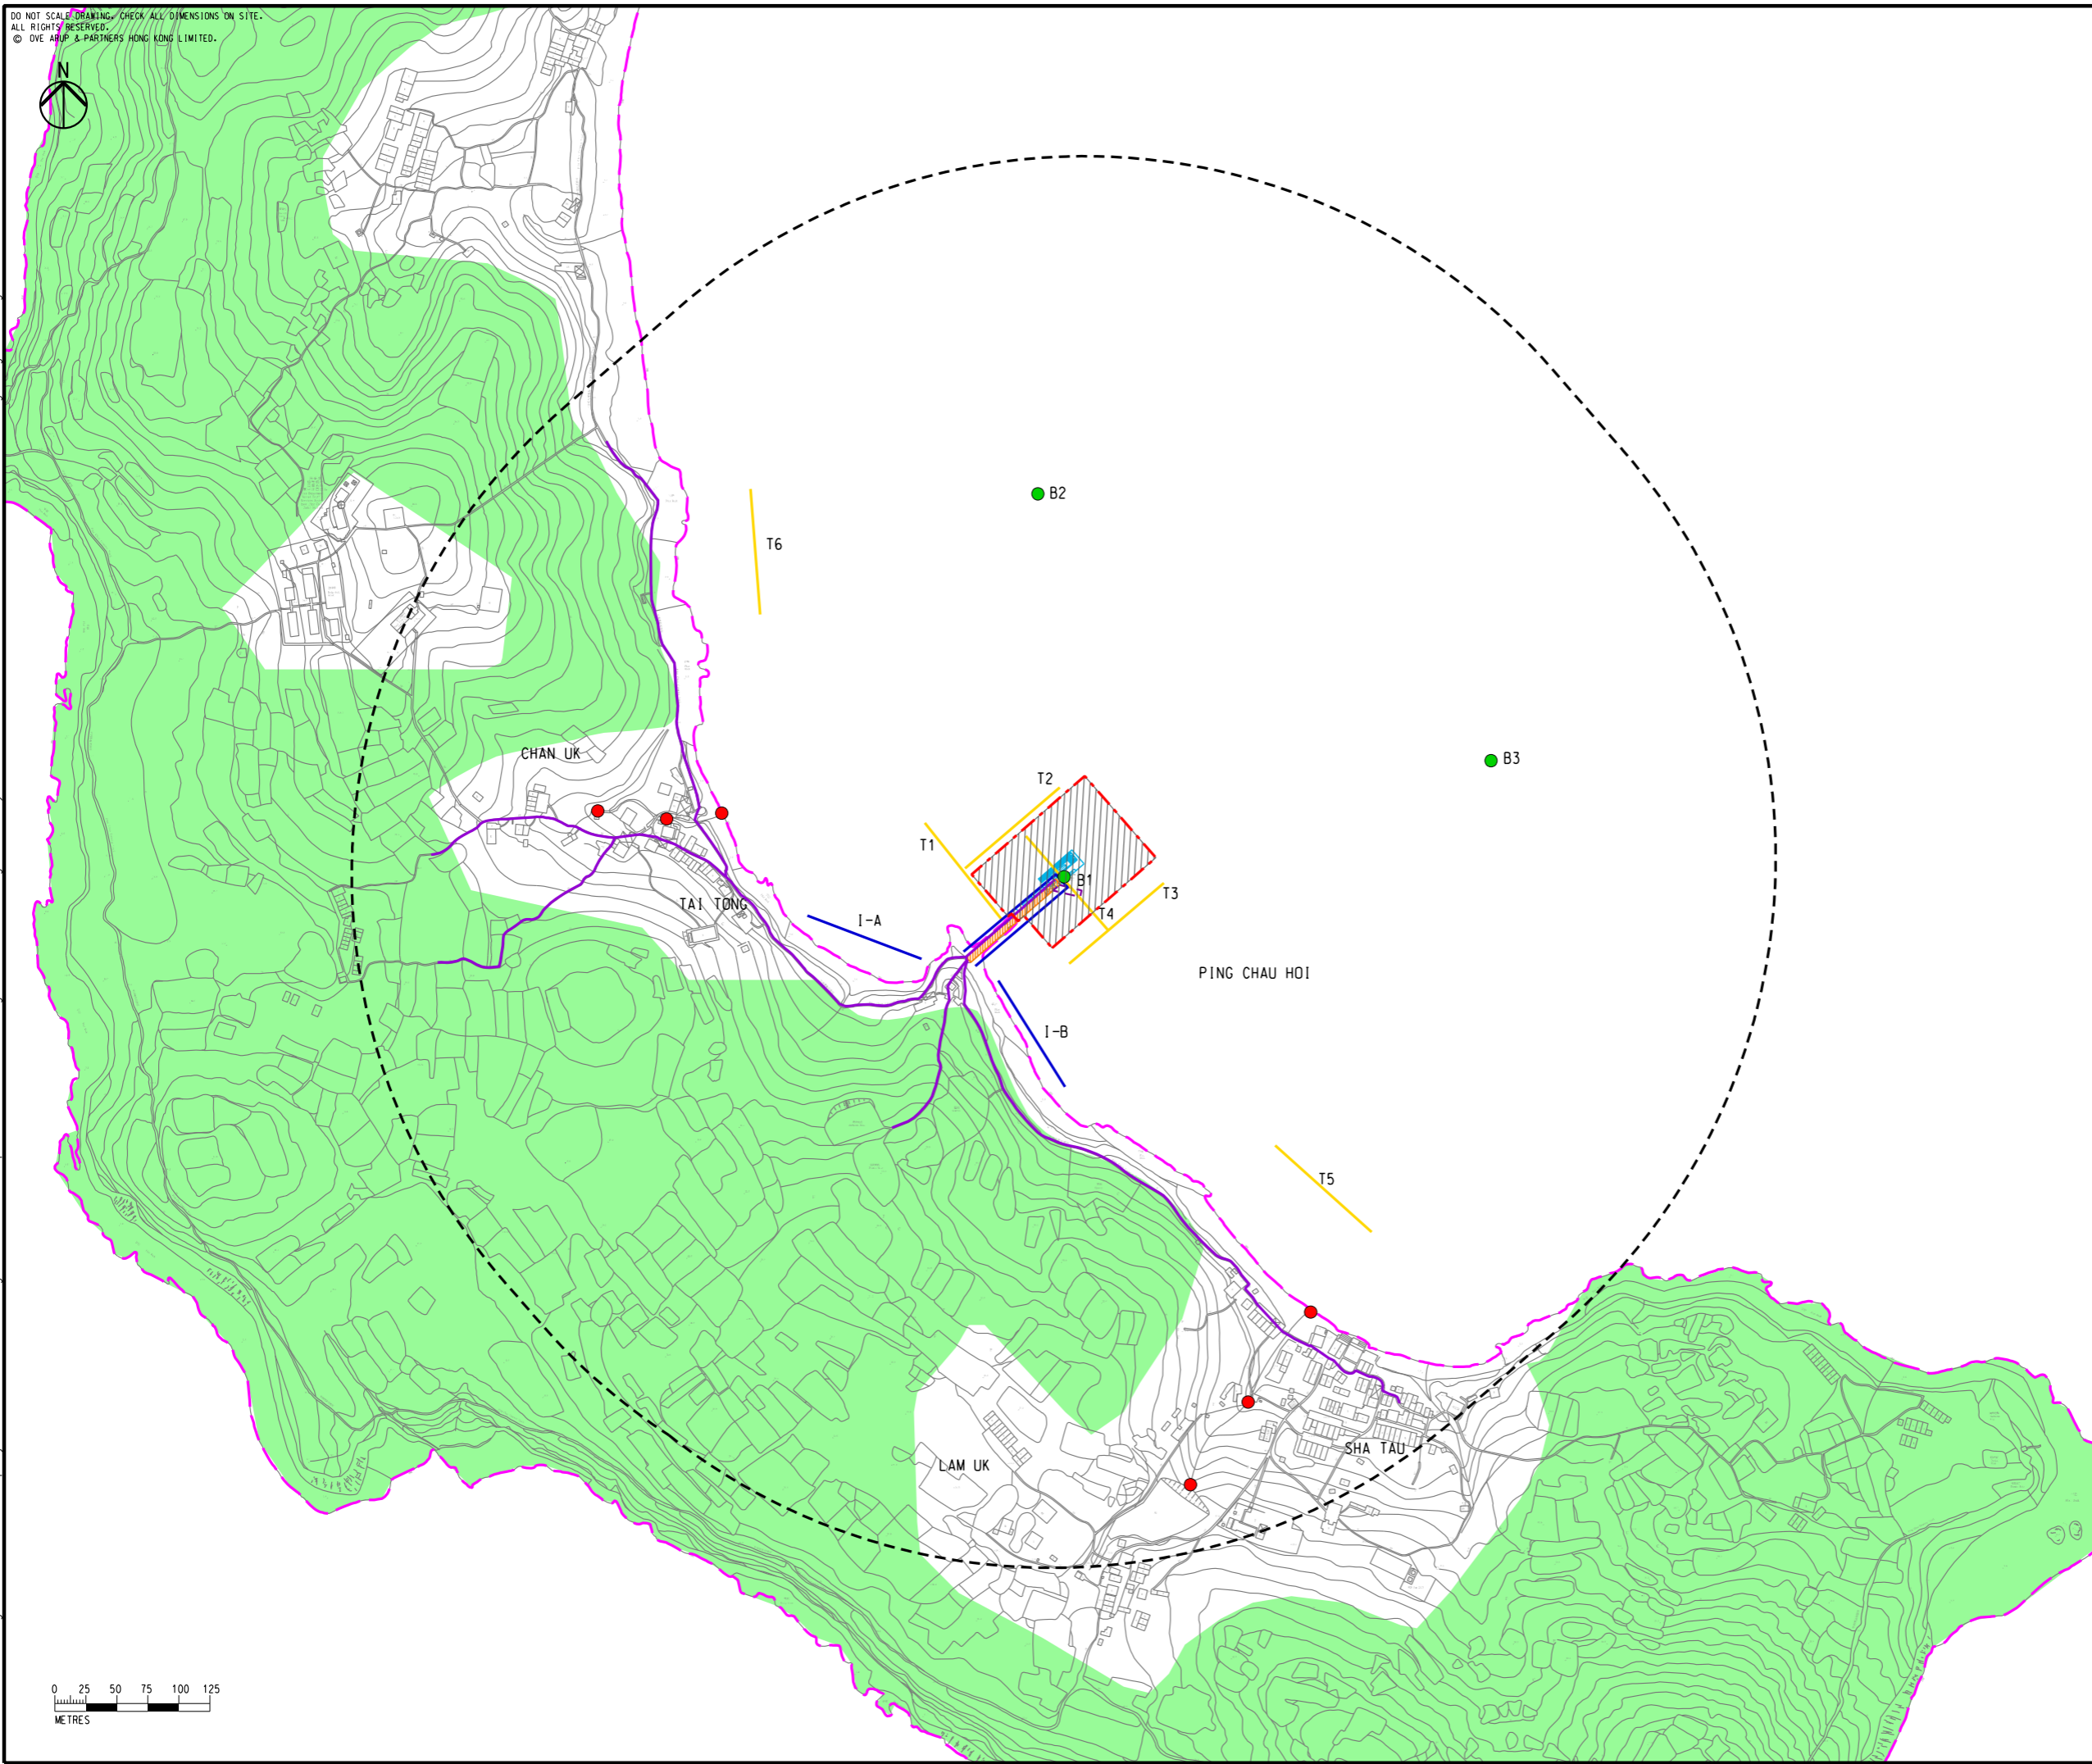 DO NOT SCALE DRAWING. CHECK ALL DIMENSIONS ON SITE.
ALL RIGHTS RESERVED.
© OVE ARUP & PARTNERS HONG KONG LIMITED.
N
B2
T6
CHAN UK
B3
T2
T1
B1
T3
T4
TAI TONG
I-A
PING CHAU HOI
I-B
T5
SHA TAU
LAM UK
0 25 50 75 100 125
METRES